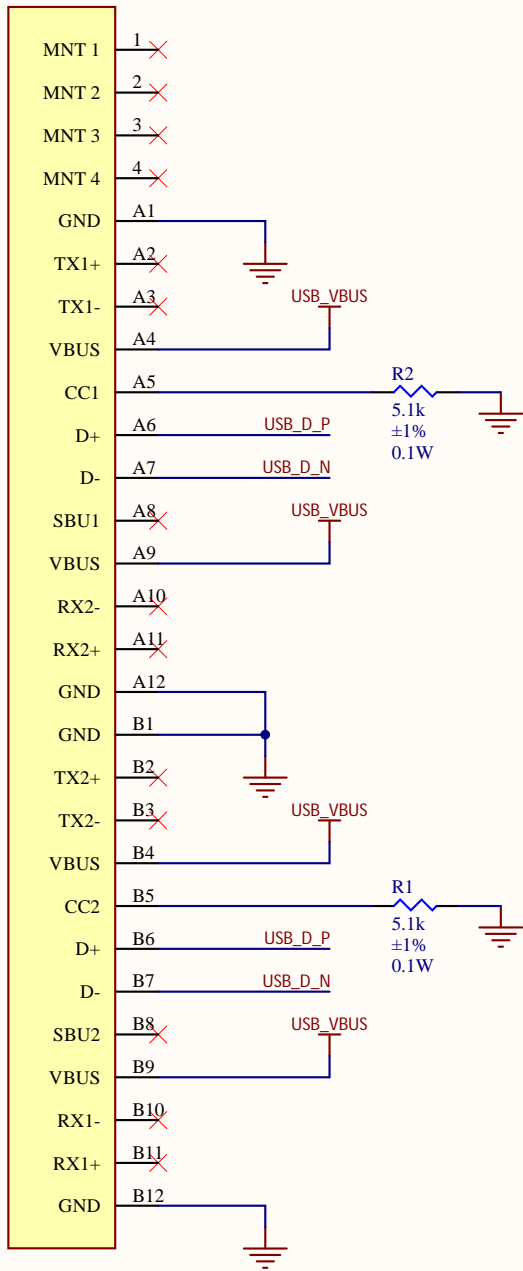 MNT 1 1
MNT 2 2
MNT 3 3
MNT 4 4
GND A1
TX1+ A2
TX1- A3
USB_VBUS
VBUS A4
CC1 A5
R2
5.1k
±1%
0.1W
D+ A6 USB_D_P
D- A7 USB_D_N
SBU1 A8
USB_VBUS
VBUS A9
RX2- A10
RX2+ A11
GND A12
GND B1
TX2+ B2
TX2- B3
USB_VBUS
VBUS B4
CC2 B5
R1
5.1k
±1%
0.1W
D+ B6 USB_D_P
D- B7 USB_D_N
SBU2 B8
USB_VBUS
VBUS B9
RX1- B10
RX1+ B11
GND B12